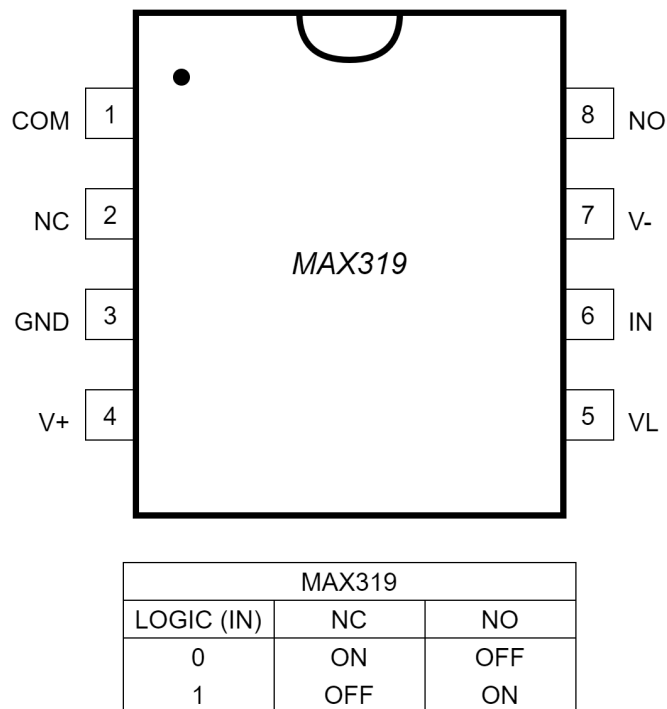 COM 1 8 NO
NC 2 7 V-
MAX319
GND 3 6 IN
V+ 4 5 VL
MAX319
LOGIC (IN) NC NO
0 ON OFF
1 OFF ON